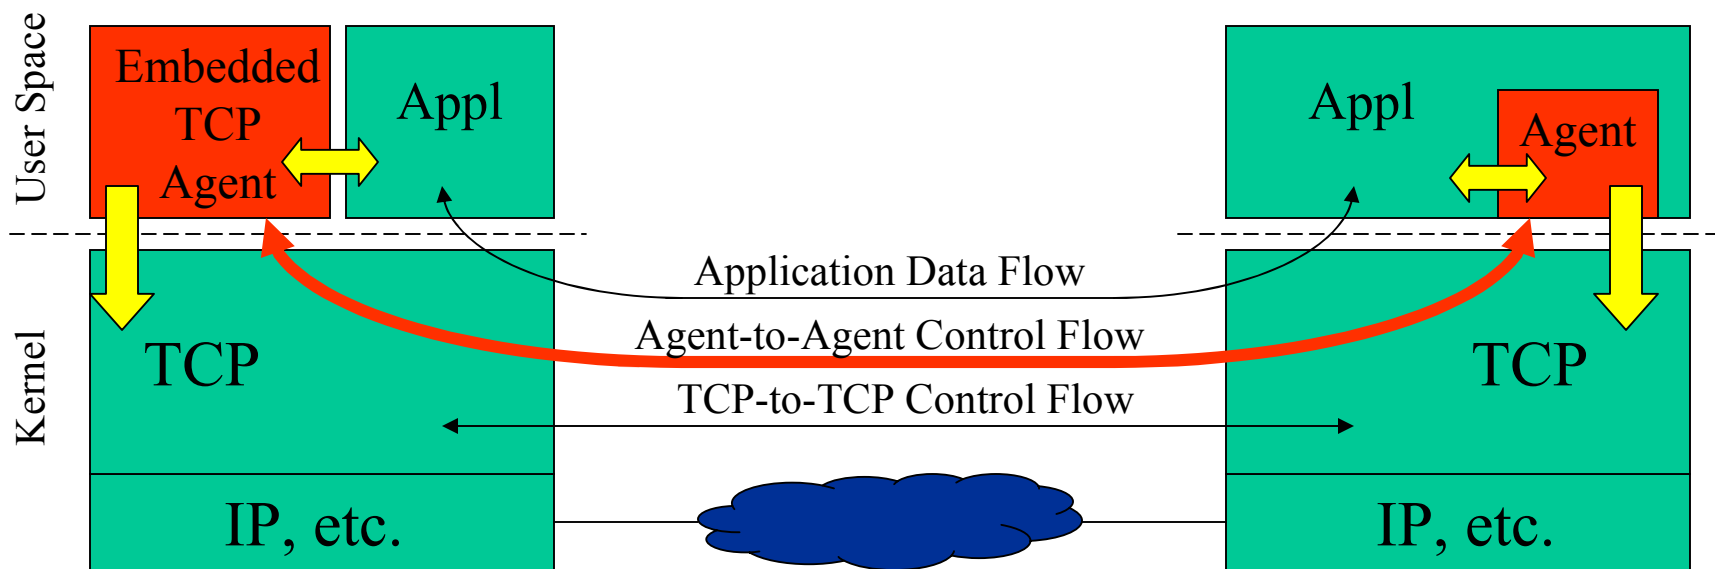 User Space
Embedded
TCP
Agent
Appl
Appl
Agent
Application Data Flow
Agent-to-Agent Control Flow
TCP-to-TCP Control Flow
Kernel
TCP
TCP
IP, etc.
IP, etc.